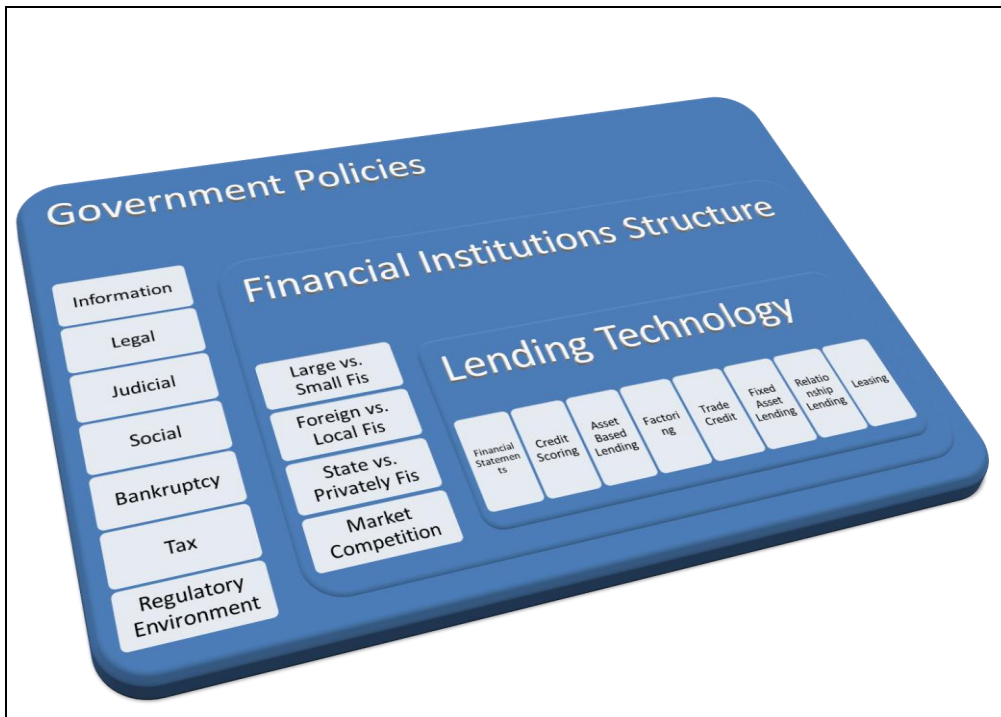 Government Policies
Information
Legal
Judicial
Social
Bankruptcy
Tax
Regulatory
Environment
Financial Institutions Structure
Large vs.
Small Fis
Foreign vs.
Local Fis
State vs.
Privately Fis
Market
Competition
Lending Technology
Financial
Statemen
ts
Credit
Scoring
Asset
Based
Lending
Factori
ng
Trade
Credit
Fixed
Asset
Lending
Relatio
nship
Lending
Leasing